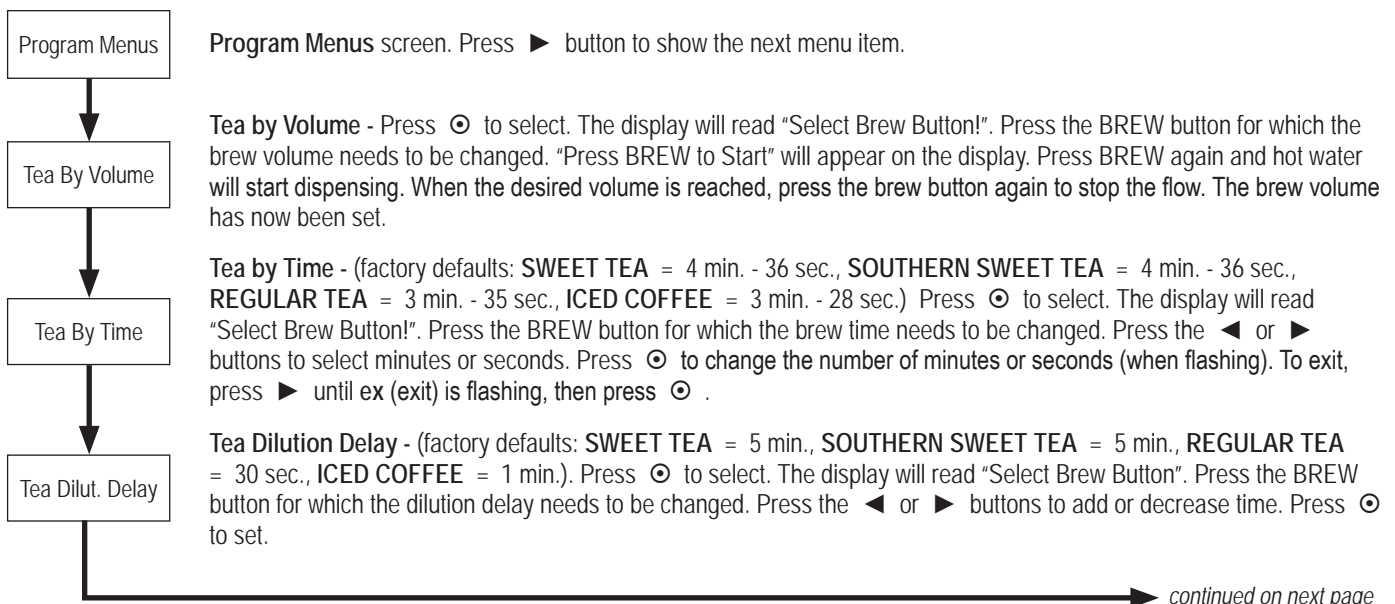 Program Menus
Program Menus screen. Press ► button to show the next menu item.
Tea By Volume
Tea by Volume - Press ⊙ to select. The display will read “Select Brew Button!”. Press the BREW button for which the
brew volume needs to be changed. “Press BREW to Start” will appear on the display. Press BREW again and hot water
will start dispensing. When the desired volume is reached, press the brew button again to stop the flow. The brew volume
has now been set.
Tea By Time
Tea by Time - (factory defaults: SWEET TEA = 4 min. - 36 sec., SOUTHERN SWEET TEA = 4 min. - 36 sec.,
REGULAR TEA = 3 min. - 35 sec., ICED COFFEE = 3 min. - 28 sec.) Press ⊙ to select. The display will read
“Select Brew Button!”. Press the BREW button for which the brew time needs to be changed. Press the ◄ or ►
buttons to select minutes or seconds. Press ⊙ to change the number of minutes or seconds (when flashing). To exit,
press ► until ex (exit) is flashing, then press ⊙ .
Tea Dilut. Delay
Tea Dilution Delay - (factory defaults: SWEET TEA = 5 min., SOUTHERN SWEET TEA = 5 min., REGULAR TEA
= 30 sec., ICED COFFEE = 1 min.). Press ⊙ to select. The display will read “Select Brew Button”. Press the BREW
button for which the dilution delay needs to be changed. Press the ◄ or ► buttons to add or decrease time. Press ⊙
to set.
continued on next page